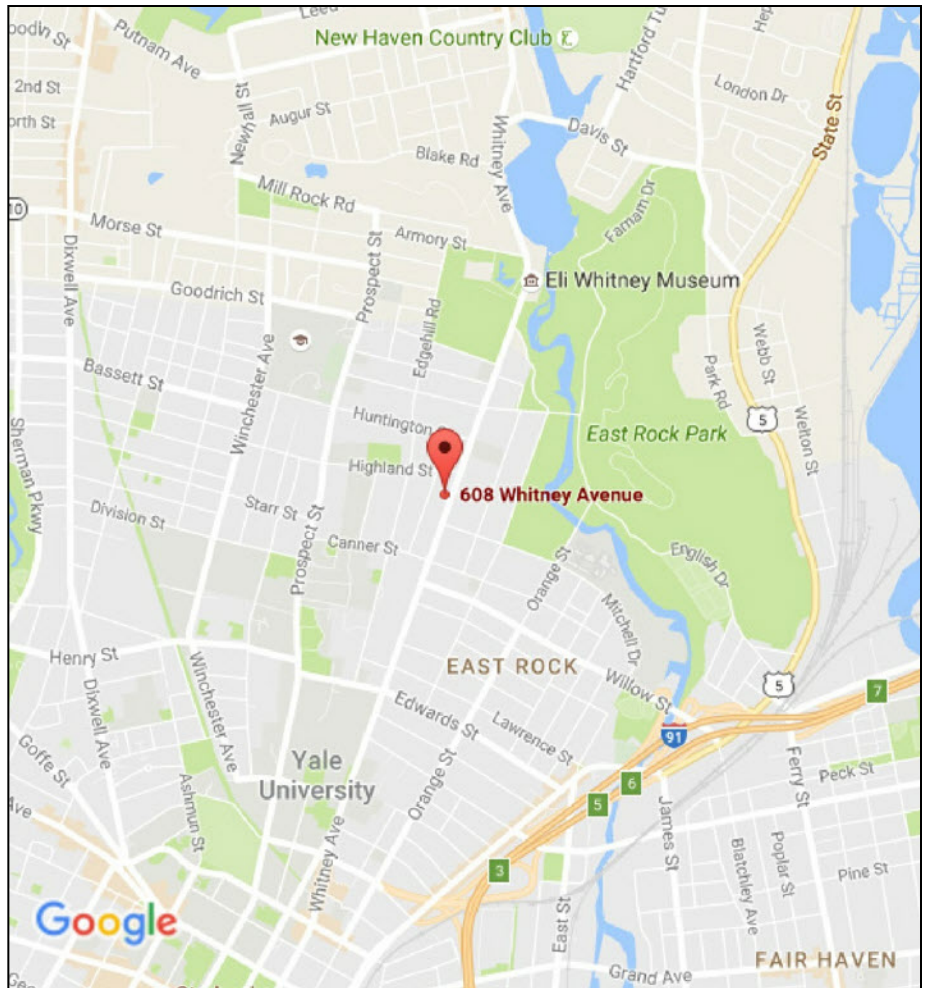 Leed
New Haven Country Club
Putnam Ave
2nd St
Newhall St
Augur St
Whitney Ave
Hartford Tu
London Dr
Davis St
State St
Blake Rd
Mill Rock Rd
Farnam Dr
10
Morse St
Armory St
Dixwell Ave
Prospect St
Eli Whitney Museum
Goodrich St
Edgehill Rd
Webb St
Bassett St
Winchester Ave
Park Rd
5
Welton St
Huntington
East Rock Park
Sherman Pkwy
Highland St
608 Whitney Avenue
Division St
Starr St
Canner St
Prospect St
Orange St
English Dr
Mitchell Dr
Henry St
EAST ROCK
Willow St
5
7
Dixwell Ave
Winchester Ave
Edwards St
Lawrence St
91
Goffe St
Yale
University
Orange St
Ferry St
Peck St
6
5
Ashmun St
James St
Whitney Ave
3
Blatchley Ave
Poplar St
Pine St
Google
East St
FAIR HAVEN
Grand Ave